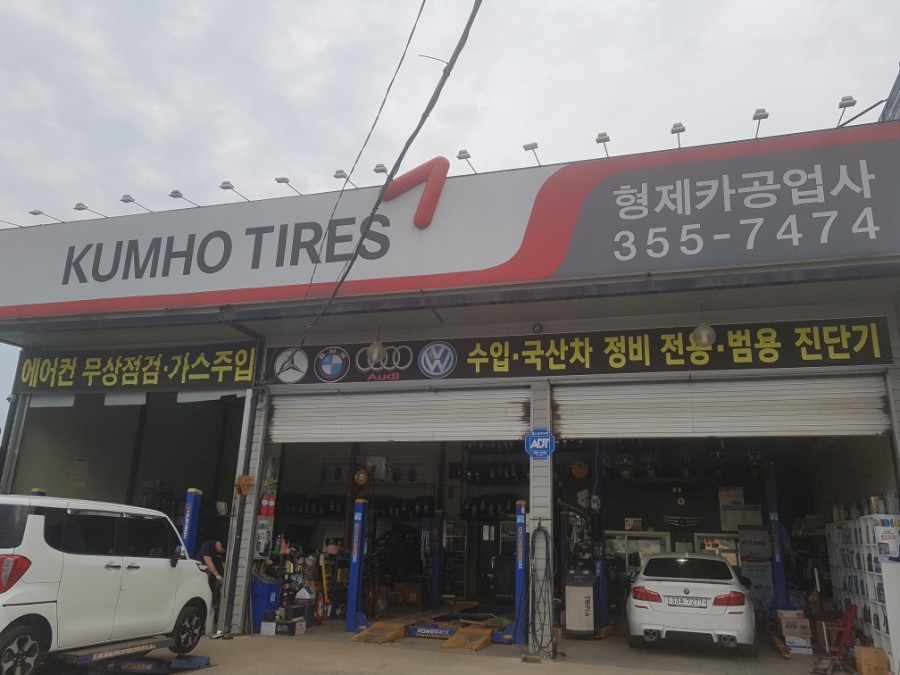 KUMHO TIRES
형제카공업사
355-7474
에어컨 무상점검·가스주입
Audi
수입·국산차 정비 전용·범용 진단기
ADT
POWERREX